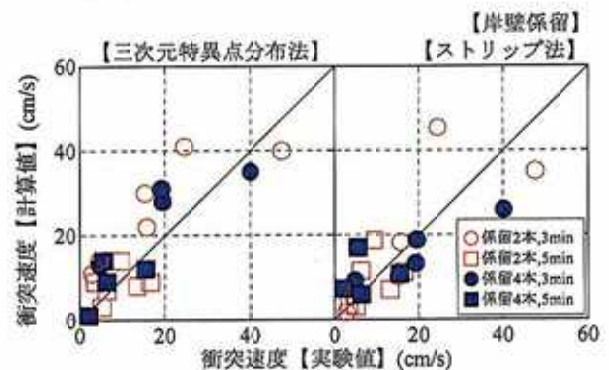 【岸壁係留】
【三次元特異点分布法】 【ストリップ法】
衝突速度【計算値】(cm/s)
60
40
20
0
係留2本,3min
係留2本,5min
係留4本,3min
係留4本,5min
0 20 40 0 20 40 60
衝突速度【実験値】(cm/s)